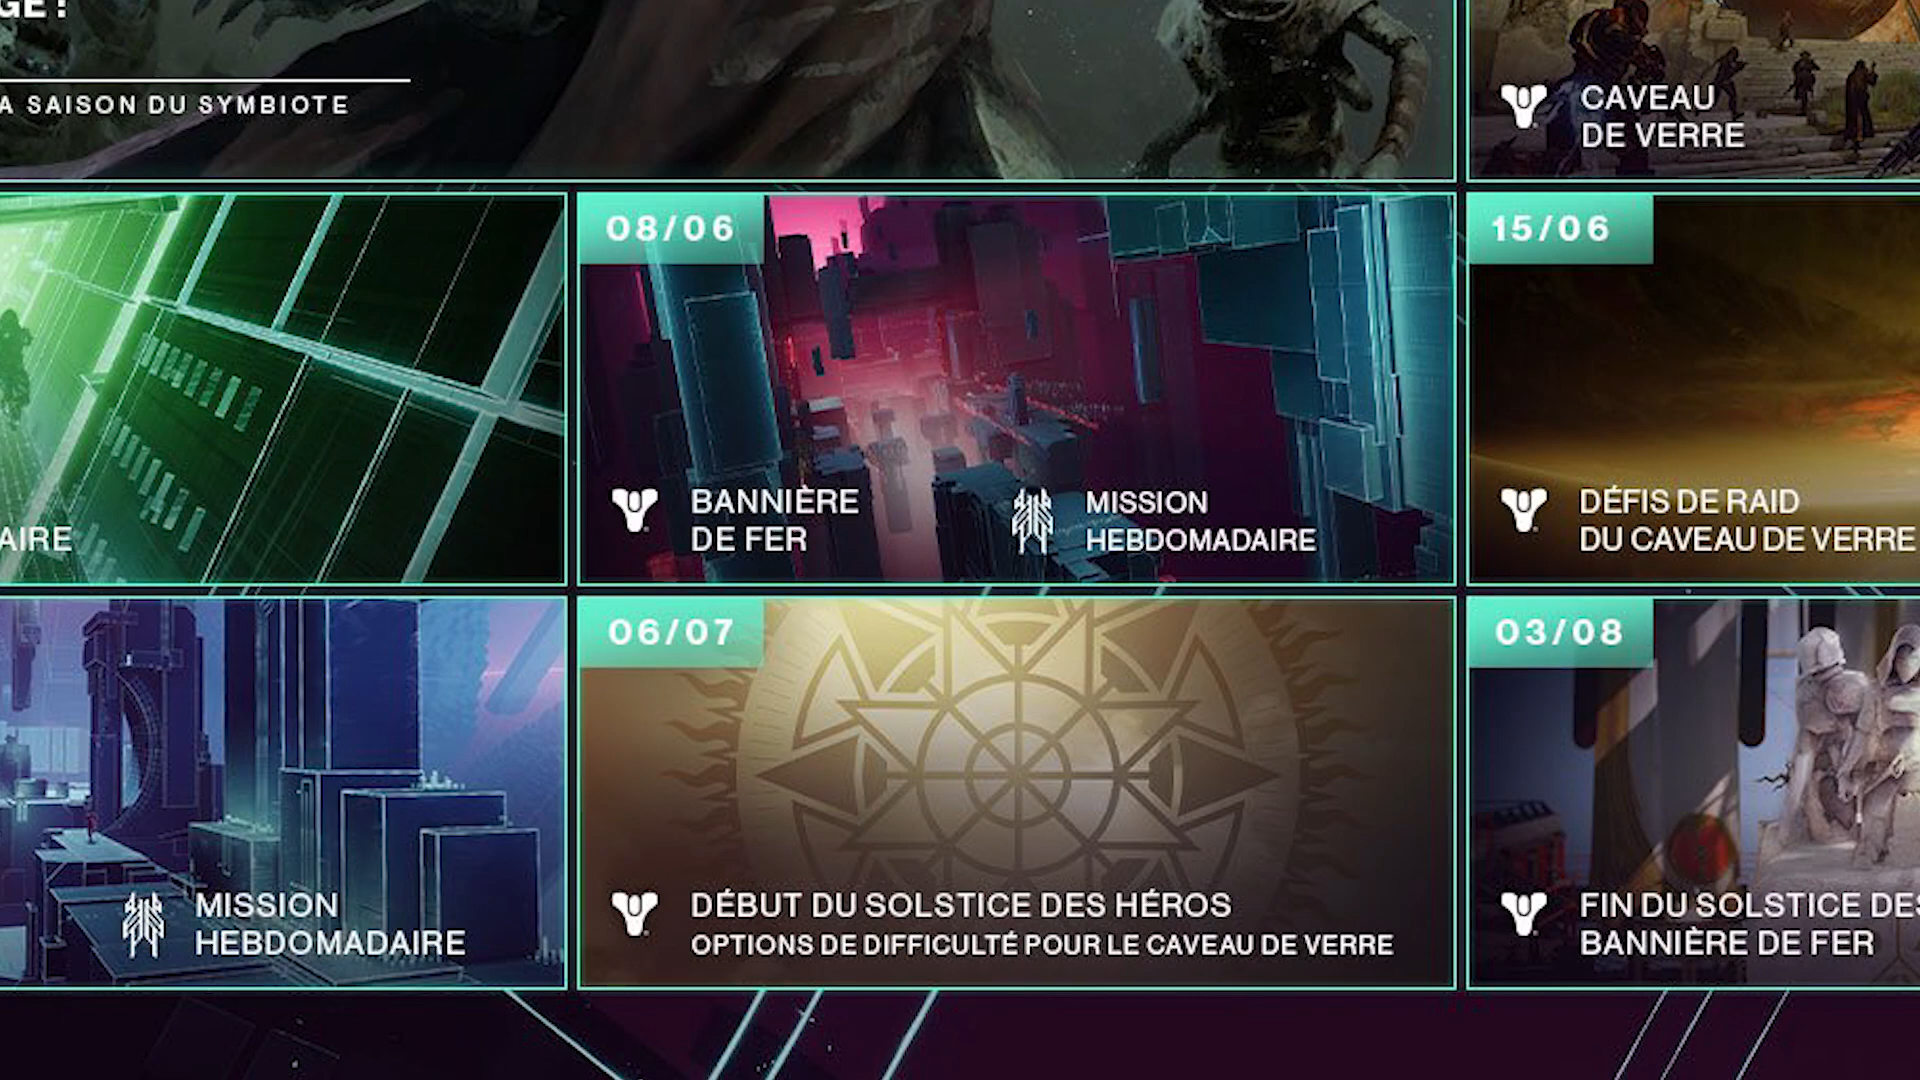 GE !
A SAISON DU SYMBIOTE
CAVEAU
DE VERRE
AIRE
08/06
BANNIÈRE
DE FER
MISSION
HEBDOMADAIRE
15/06
DÉFIS DE RAID
DU CAVEAU DE VERRE
MISSION
HEBDOMADAIRE
06/07
DÉBUT DU SOLSTICE DES HÉROS
OPTIONS DE DIFFICULTÉ POUR LE CAVEAU DE VERRE
03/08
FIN DU SOLSTICE DES
BANNIÈRE DE FER